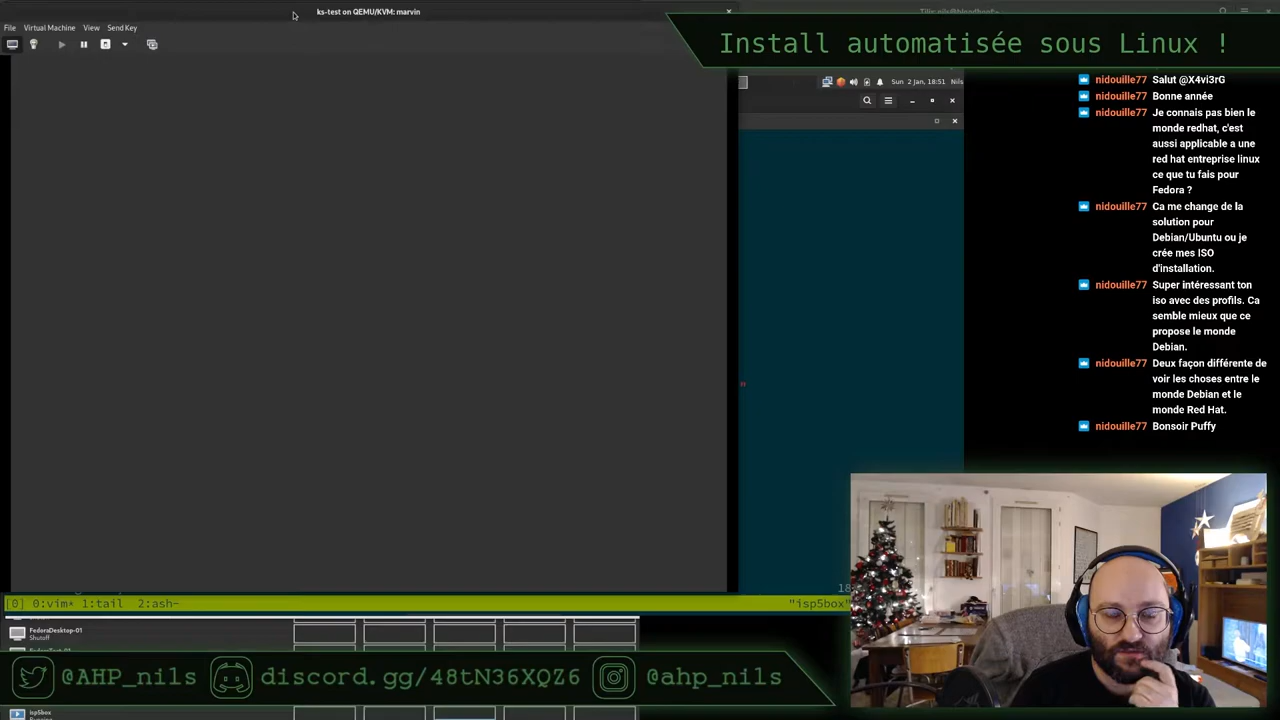 ks-test on QEMU/KVM: marvin
File Virtual Machine View Send Key
Install automatisée sous Linux !
Sun 2 Jan, 18:51 Nils
nidouille77 Salut @X4vi3rG
nidouille77 Bonne année
nidouille77 Je connais pas bien le
monde redhat, c'est
aussi applicable a une
red hat entreprise linux
ce que tu fais pour
Fedora ?
nidouille77 Ca me change de la
solution pour
Debian/Ubuntu ou je
crée mes ISO
d'installation.
nidouille77 Super intéressant ton
iso avec des profils. Ca
semble mieux que ce
propose le monde
Debian.
nidouille77 Deux façon différente de
voir les choses entre le
monde Debian et le
monde Red Hat.
nidouille77 Bonsoir Puffy
"
18
[0] 0:vim* 1:tail 2:ash- "isp5box"
FedoraDesktop-01
Shutoff
@AHP_nils discord.gg/48tN36XQZ6 @ahp_nils
isp5box